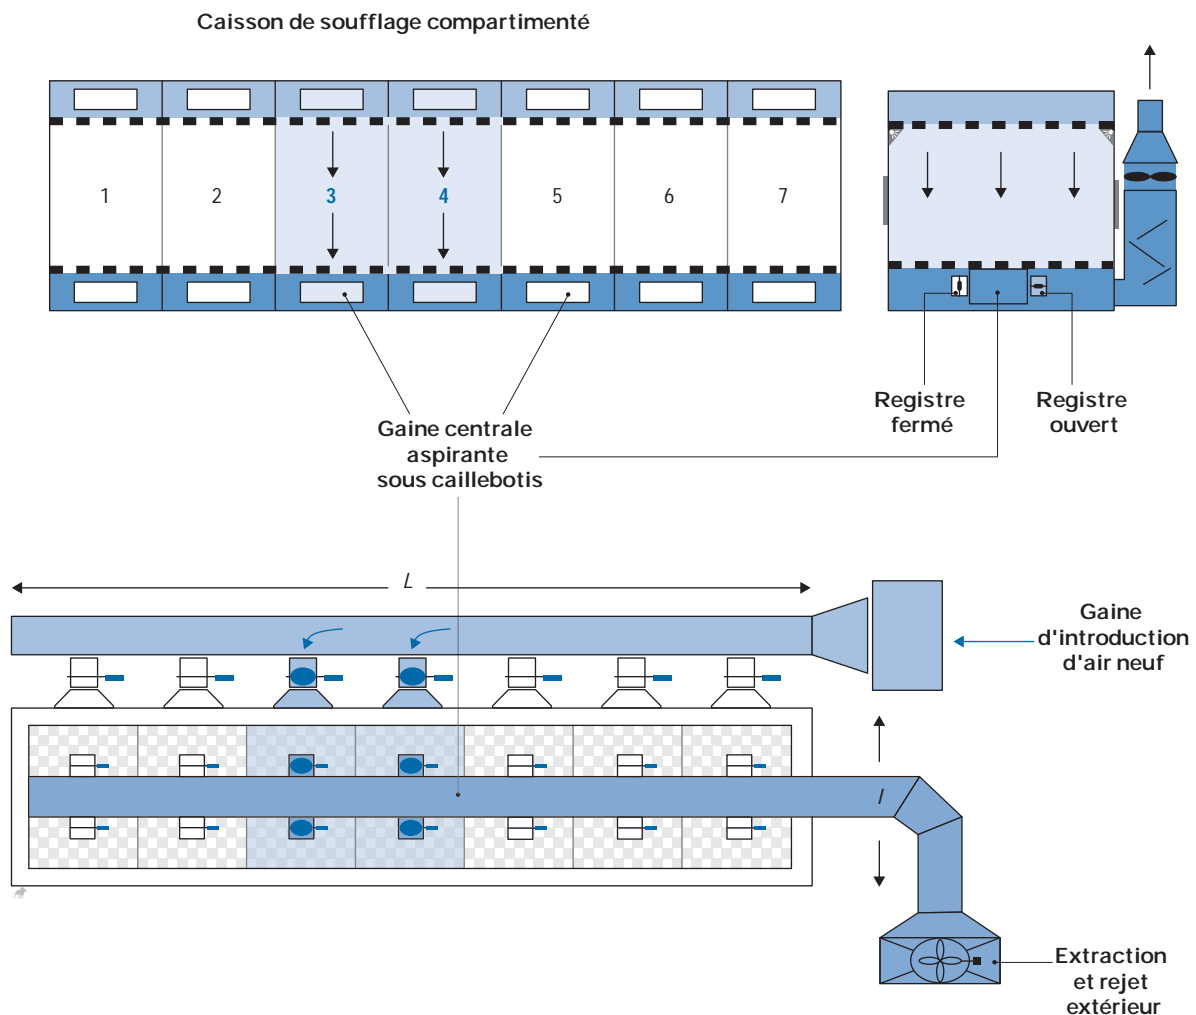 Caisson de soufflage compartimenté
1 2 3 4 5 6 7
Registre
fermé
Registre
ouvert
Gaine centrale
aspirante
sous caillebotis
L
Gaine
d'introduction
d'air neuf
l
Extraction
et rejet
extérieur